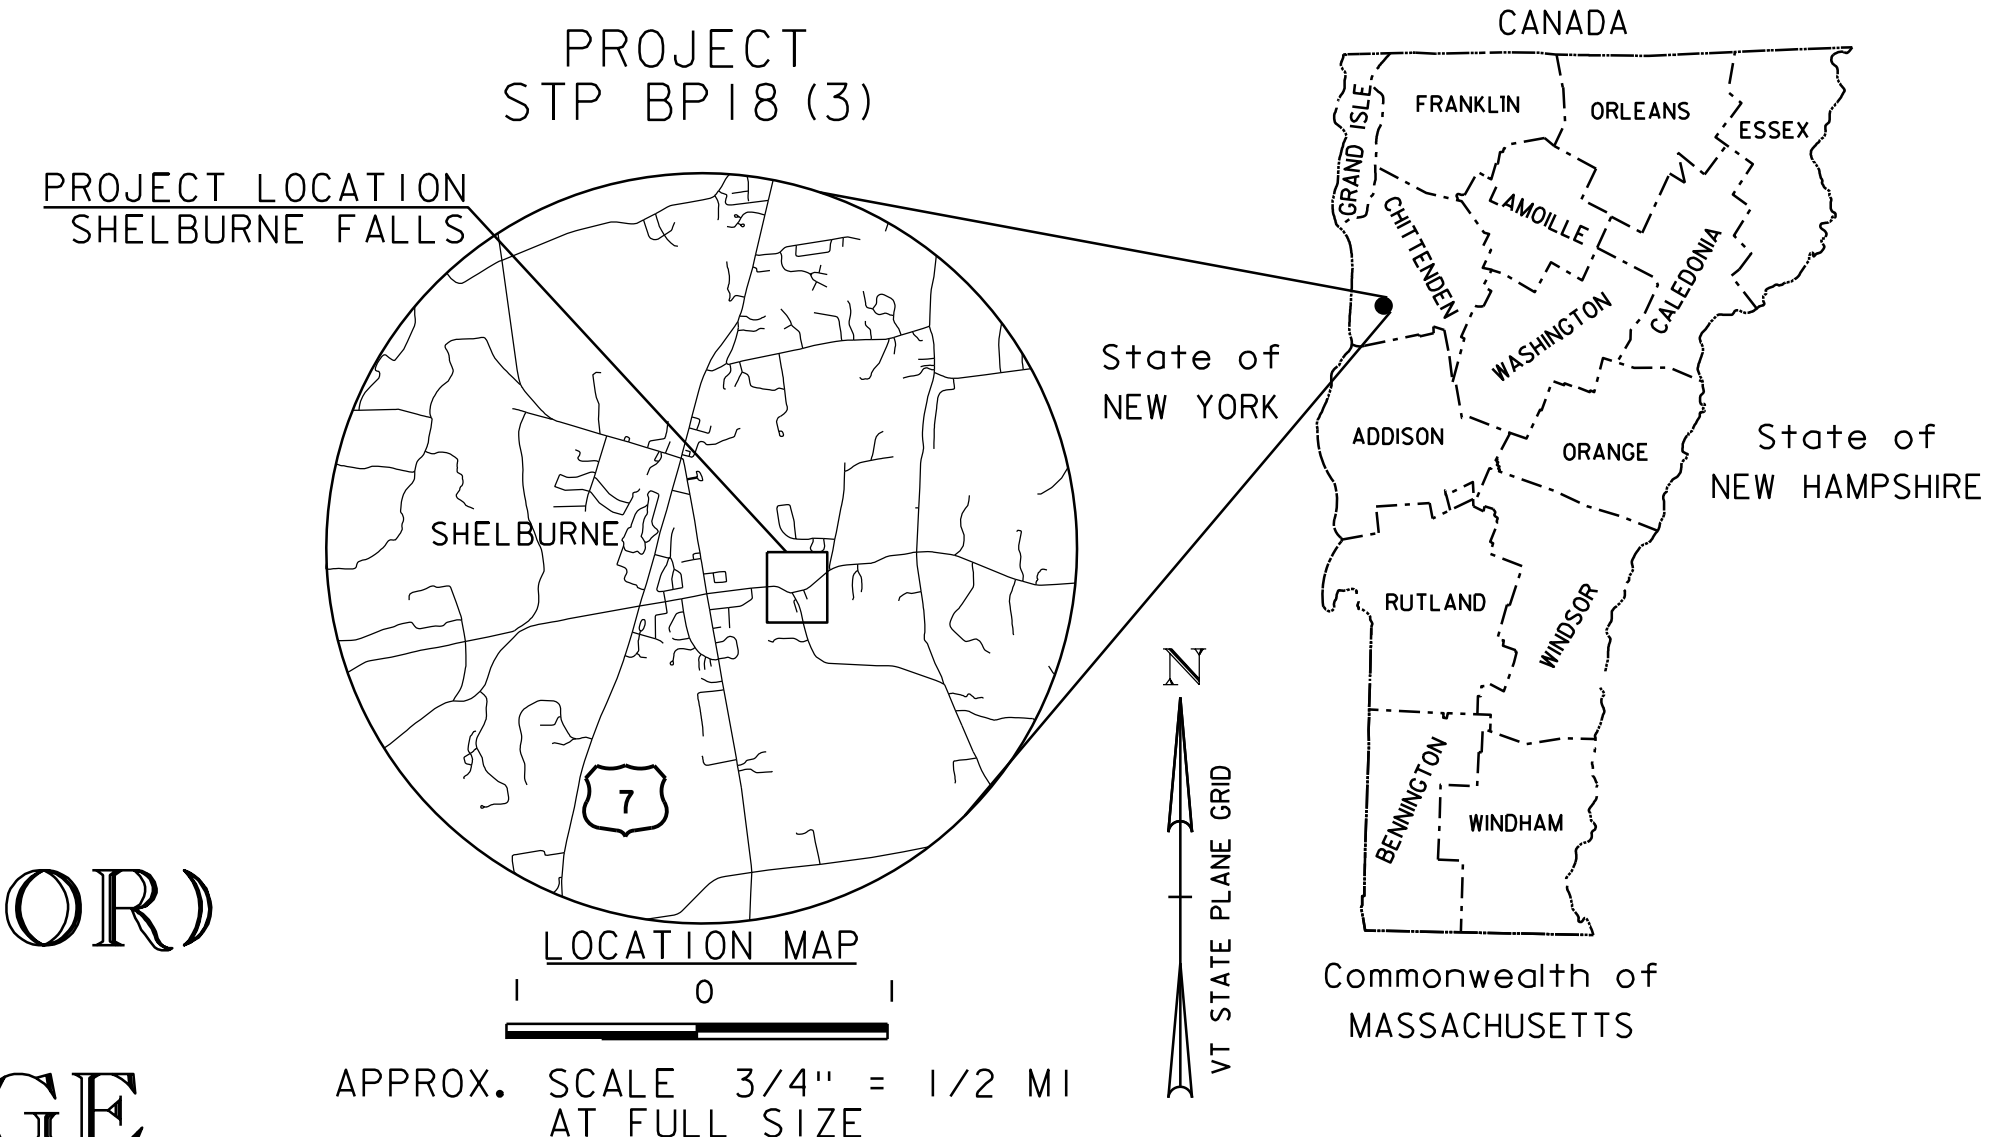 PROJECT
STP BP18 (3)
PROJECT LOCATION
SHELBURNE FALLS
SHELBURNE
7
LOCATION MAP
1 0 1
APPROX. SCALE 3/4" = 1/2 MI
AT FULL SIZE
OR)
GE
N
VT STATE PLANE GRID
CANADA
GRAND ISLE
FRANKLIN
ORLEANS
ESSEX
VT
LAMOILLE
CHITTENDEN
CALEDONIA
WASHINGTON
State of
NEW YORK
ADDISON
ORANGE
State of
NEW HAMPSHIRE
RUTLAND
WINDSOR
BENNINGTON
WINDHAM
Commonwealth of
MASSACHUSETTS